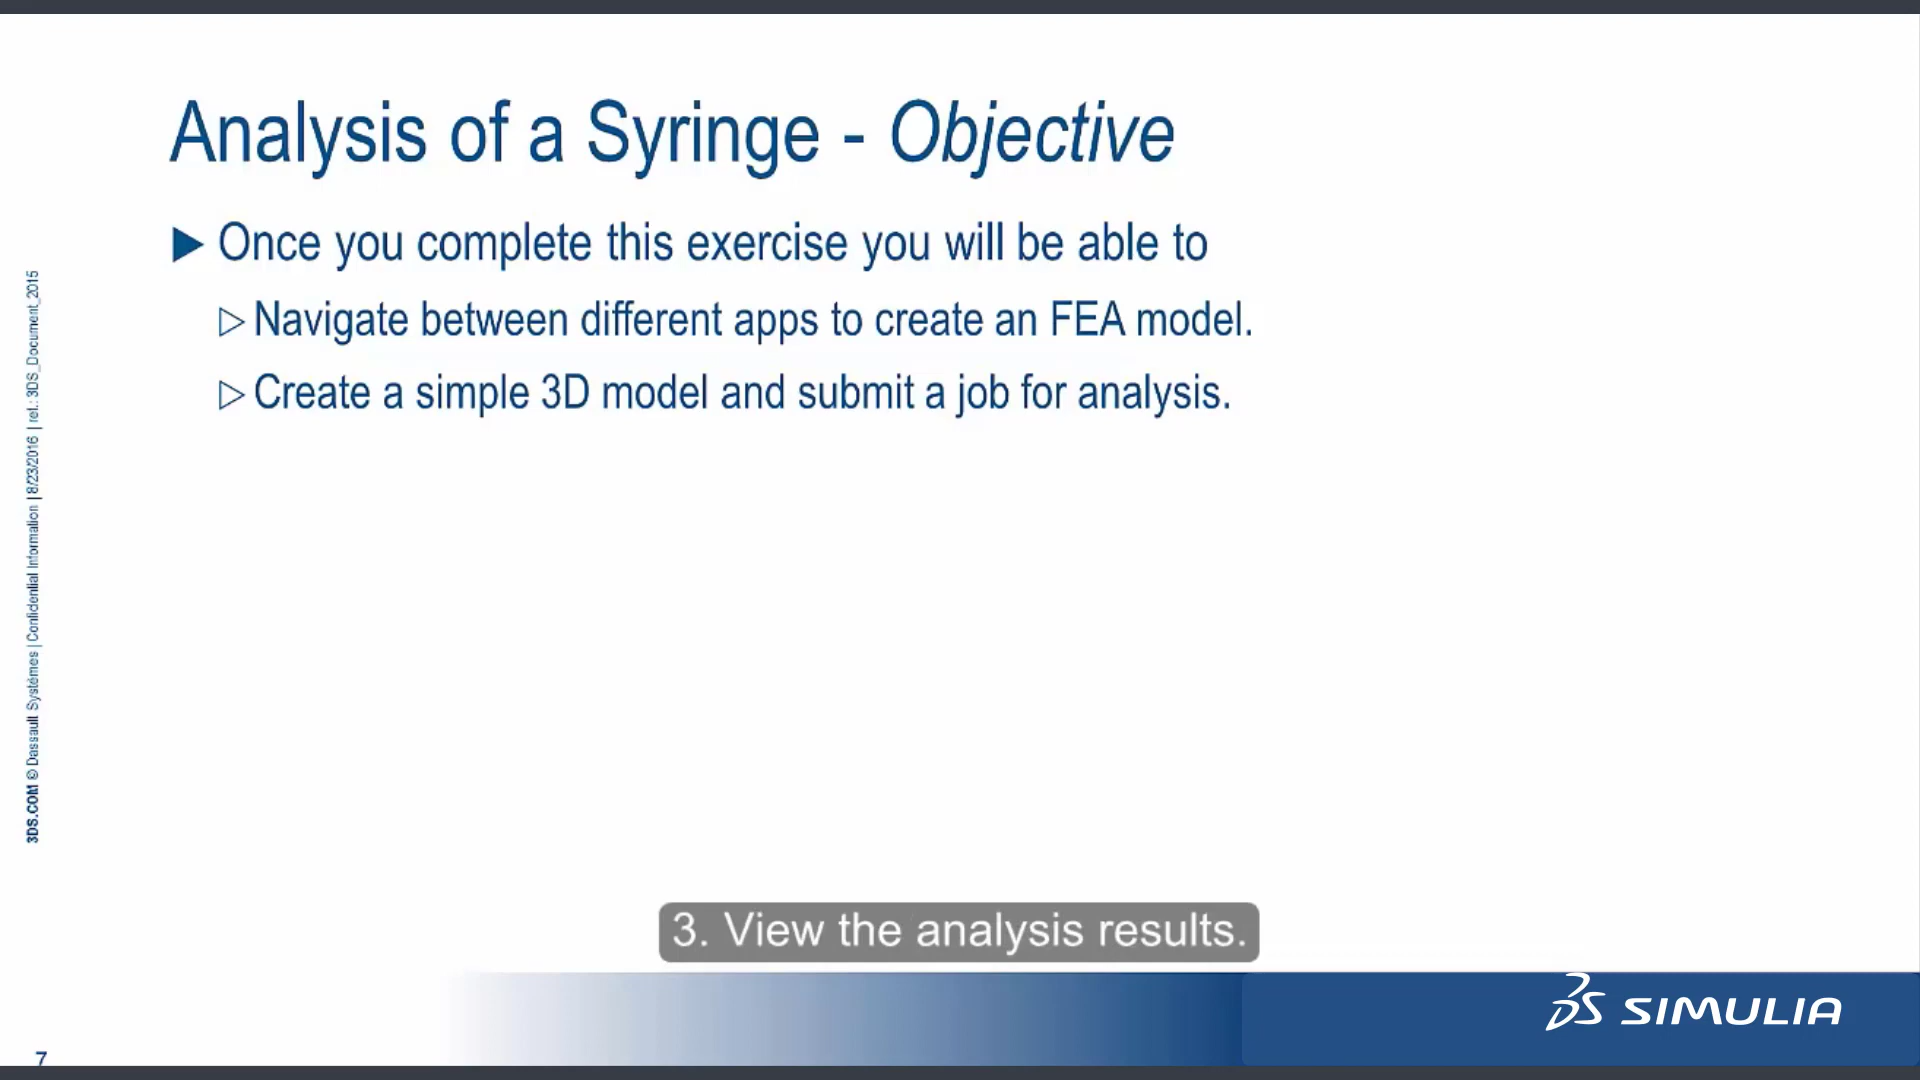 Analysis of a Syringe - Objective
Once you complete this exercise you will be able to
Navigate between different apps to create an FEA model.
Create a simple 3D model and submit a job for analysis.
3DS.COM © Dassault Systèmes | Confidential Information | 8/23/2016 | ref.: 3DS_Document_2015
3. View the analysis results.
3S SIMULIA
7